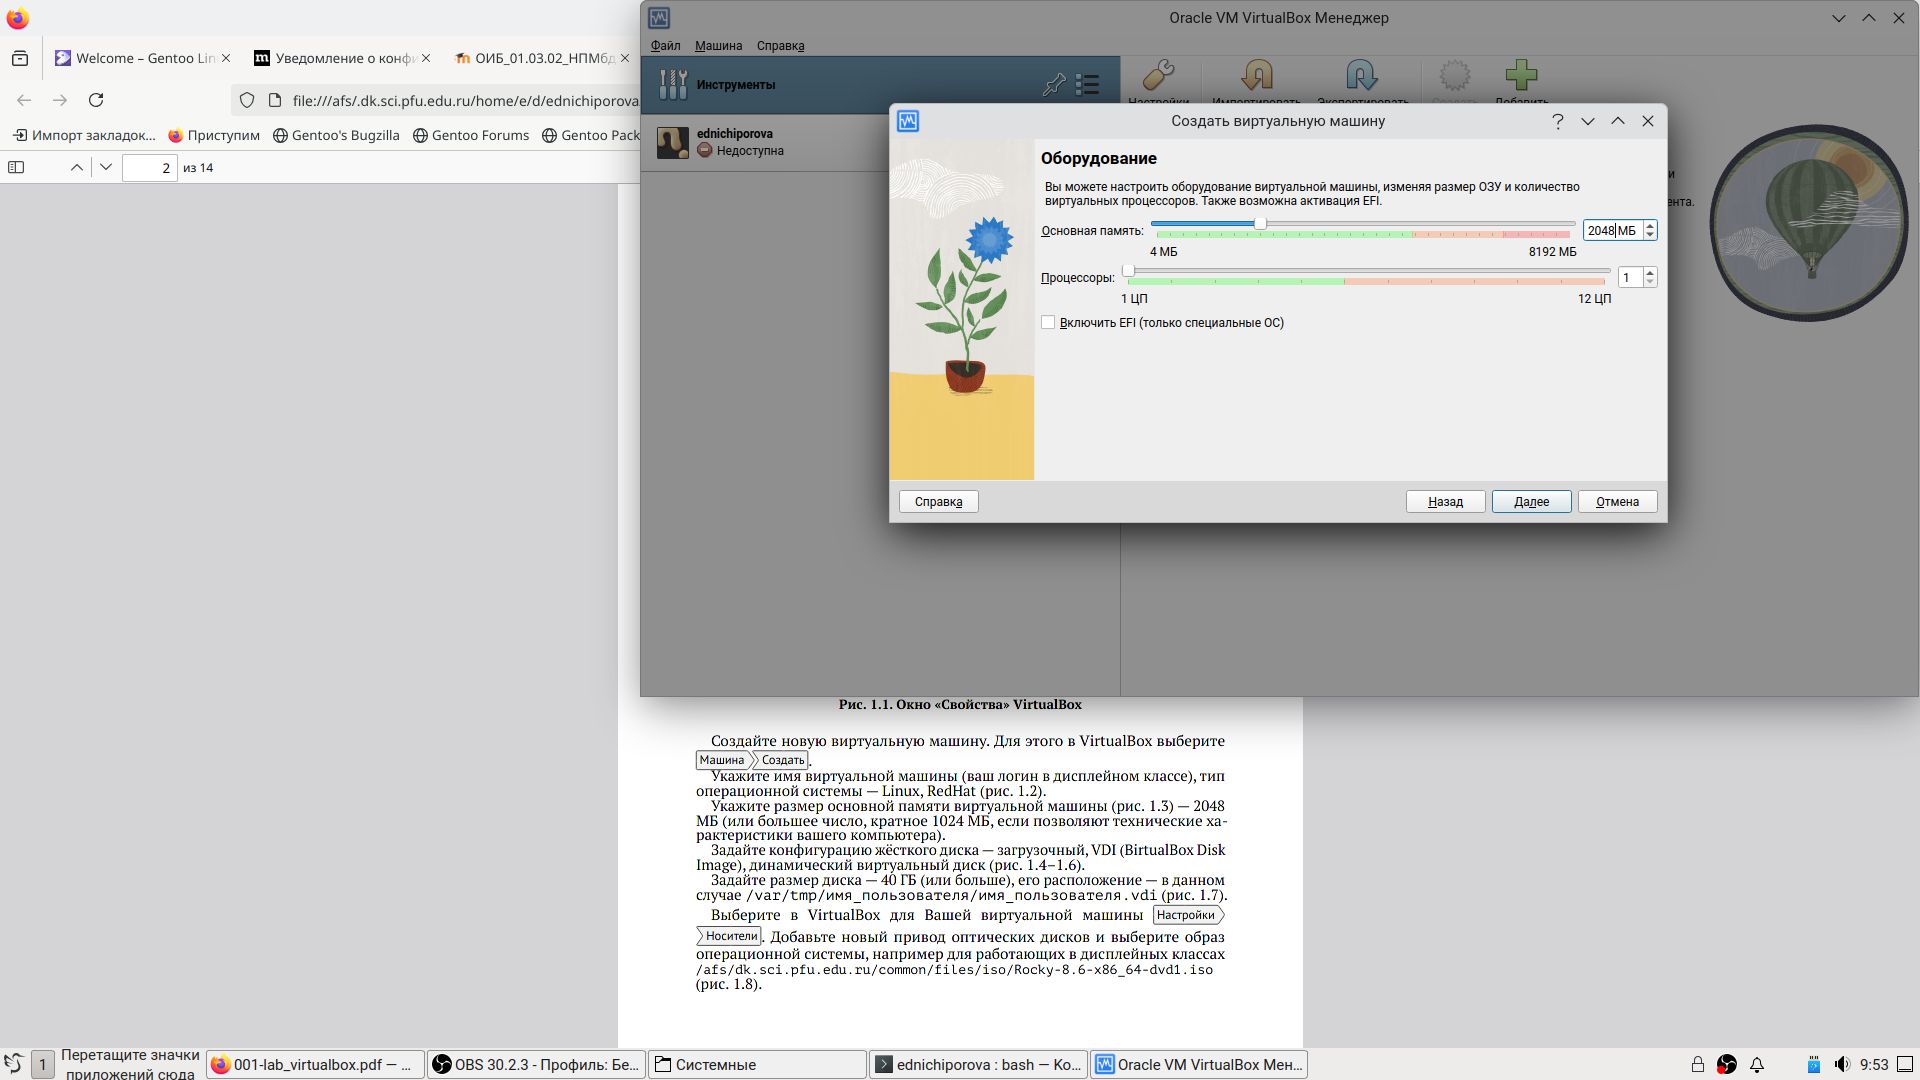 Oracle VM VirtualBox Менеджер
Файл Машина Справка
Welcome – Gentoo Lin
Уведомление о конфи
ОИБ_01.03.02_НПМбд
Инструменты
file:///afs/.dk.sci.pfu.edu.ru/home/e/d/ednichiporova
Импорт закладок...
Приступим
Gentoo's Bugzilla
Gentoo Forums
Gentoo Pack
2 из 14
ednichiporova
Недоступна
Настройки
Импортировать
Экспортировать
Создать
Добавить
и
ента.
Создать виртуальную машину
Оборудование
Вы можете настроить оборудование виртуальной машины, изменяя размер ОЗУ и количество
виртуальных процессоров. Также возможна активация EFI.
Основная память:
2048 МБ
4 МБ
8192 МБ
Процессоры:
1
1 ЦП
12 ЦП
Включить EFI (только специальные ОС)
Справка
Назад
Далее
Отмена
Рис. 1.1. Окно «Свойства» VirtualBox
Создайте новую виртуальную машину. Для этого в VirtualBox выберите
Машина Создать.
Укажите имя виртуальной машины (ваш логин в дисплейном классе), тип
операционной системы — Linux, RedHat (рис. 1.2).
Укажите размер основной памяти виртуальной машины (рис. 1.3) — 2048
МБ (или большее число, кратное 1024 МБ, если позволяют технические ха-
рактеристики вашего компьютера).
Задайте конфигурацию жёсткого диска — загрузочный, VDI (BirtualBox Disk
Image), динамический виртуальный диск (рис. 1.4–1.6).
Задайте размер диска — 40 ГБ (или больше), его расположение — в данном
случае /var/tmp/имя_пользователя/имя_пользователя.vdi (рис. 1.7).
Выберите в VirtualBox для Вашей виртуальной машины Настройки
Носители. Добавьте новый привод оптических дисков и выберите образ
операционной системы, например для работающих в дисплейных классах
/afs/dk.sci.pfu.edu.ru/common/files/iso/Rocky-8.6-x86_64-dvd1.iso
(рис. 1.8).
1
Перетащите значки
приложений сюда
001-lab_virtualbox.pdf — ...
OBS 30.2.3 - Профиль: Бе...
Системные
ednichiporova : bash — Ko...
Oracle VM VirtualBox Мен...
9:53